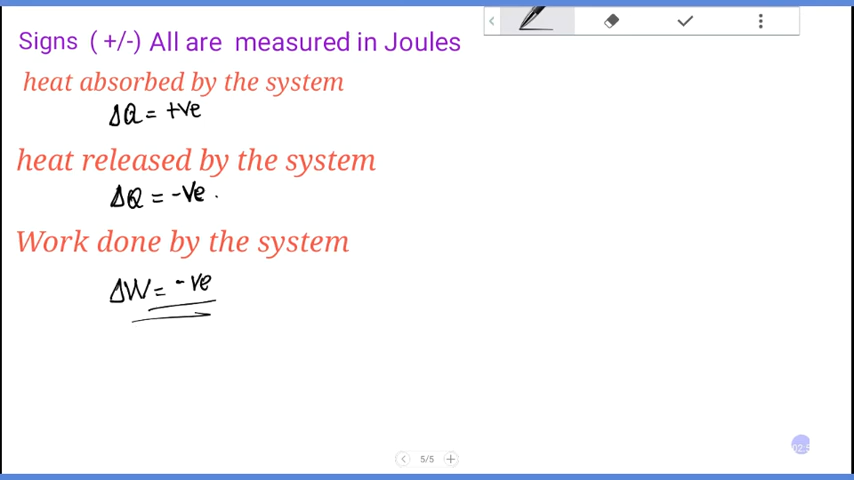 Signs ( +/-) All are measured in Joules
heat absorbed by the system
ΔQ = +ve
heat released by the system
ΔQ = -ve .
Work done by the system
ΔW = -ve
5/5